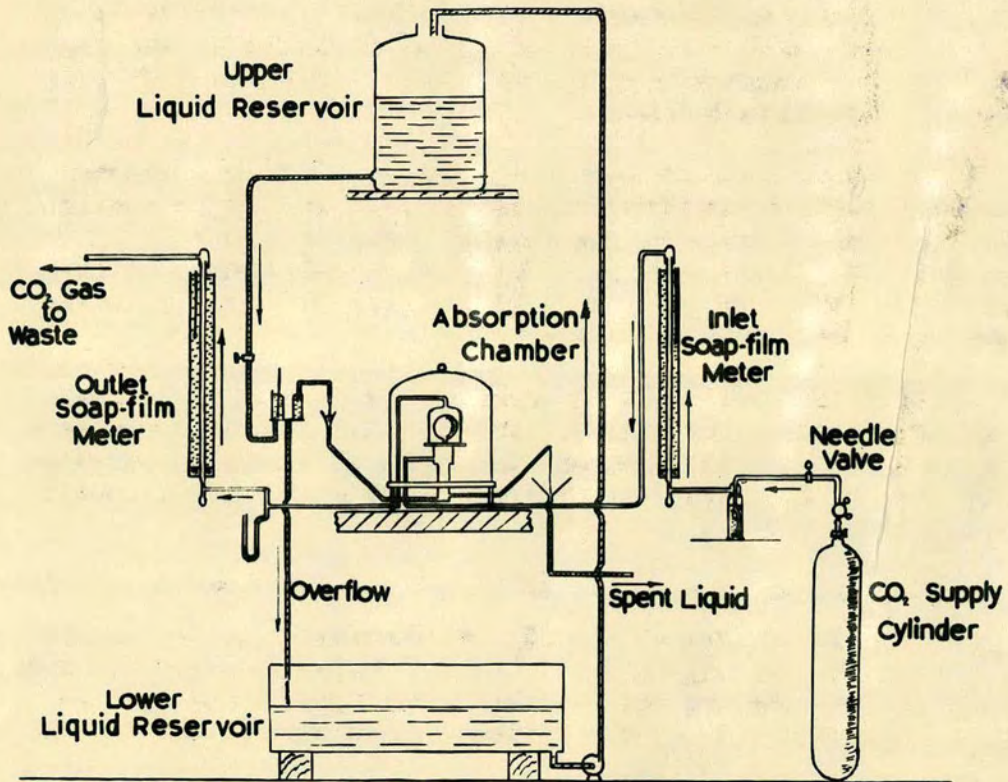 Upper
Liquid Reservoir
CO₂ Gas
to
Waste
Absorption
Chamber
Inlet
Soap-film
Meter
Outlet
Soap-film
Meter
Needle
Valve
Overflow
Spent Liquid
CO₂ Supply
Cylinder
Lower
Liquid Reservoir